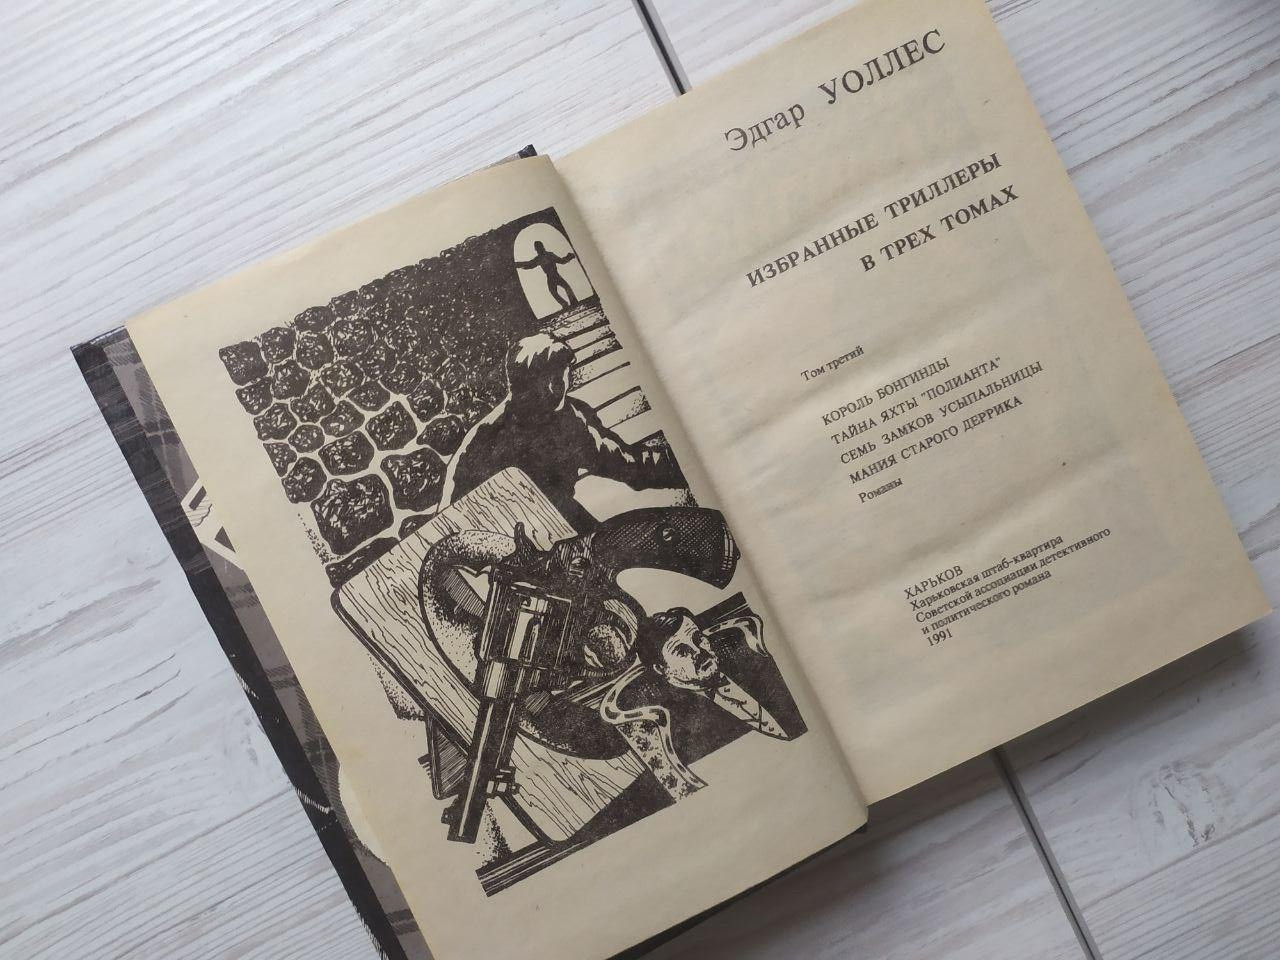 Эдгар УОЛЛЕС
ИЗБРАННЫЕ ТРИЛЛЕРЫ
В ТРЕХ ТОМАХ
Том третий
КОРОЛЬ БОНГИНДЫ
ТАЙНА ЯХТЫ "ПОЛИАНТА"
СЕМЬ ЗАМКОВ УСЫПАЛЬНИЦЫ
МАНИЯ СТАРОГО ДЕРРИКА
Романы
ХАРЬКОВ
Харьковская штаб-квартира
Советской ассоциации детективного
и политического романа
1991